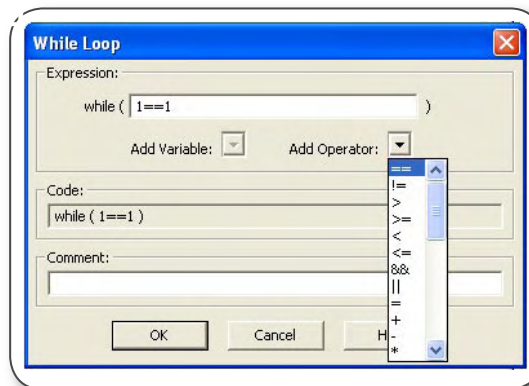 While Loop
Expression:
while ( 1==1 )
Add Variable: Add Operator:
==
!=
>
>=
<
<=
&&
||
=
+
-
*
Code:
while ( 1==1 )
Comment:
OK Cancel H